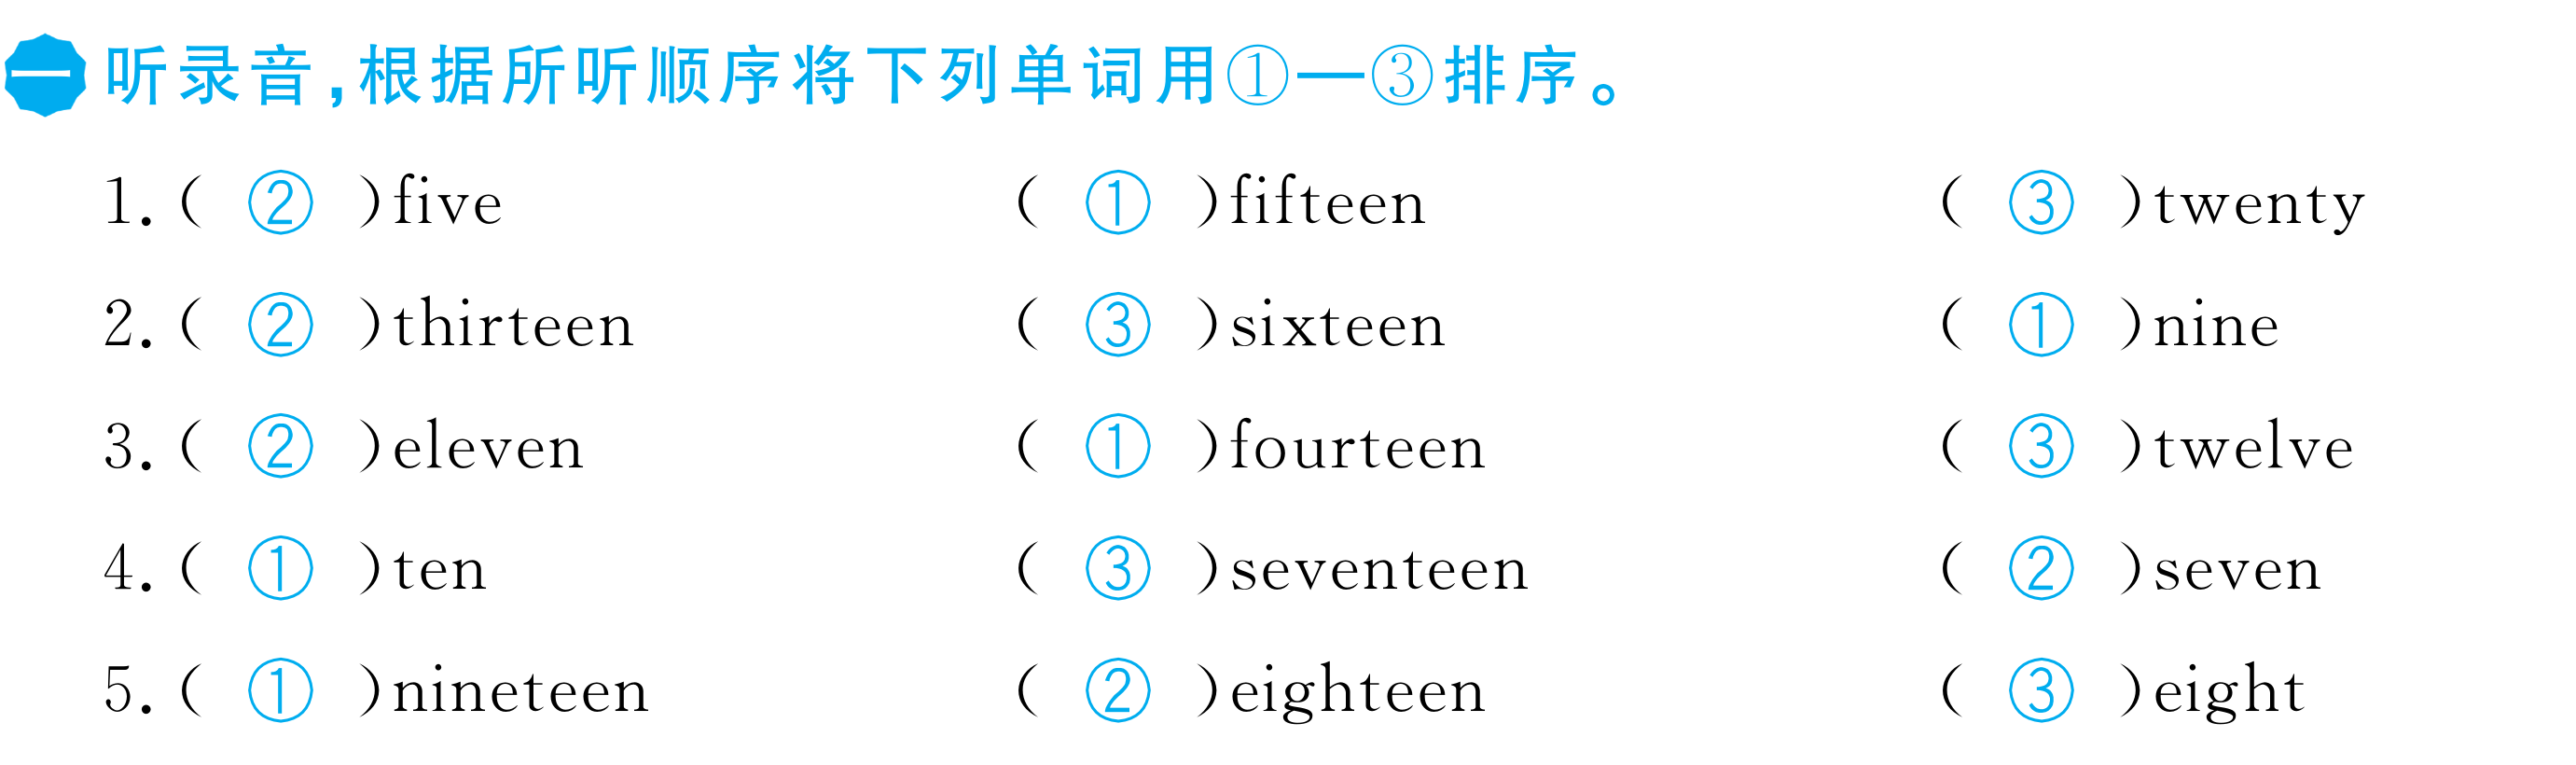 一 听录音,根据所听顺序将下列单词用①—③排序。
1. ( ② )five ( ① )fifteen ( ③ )twenty
2. ( ② )thirteen ( ③ )sixteen ( ① )nine
3. ( ② )eleven ( ① )fourteen ( ③ )twelve
4. ( ① )ten ( ③ )seventeen ( ② )seven
5. ( ① )nineteen ( ② )eighteen ( ③ )eight